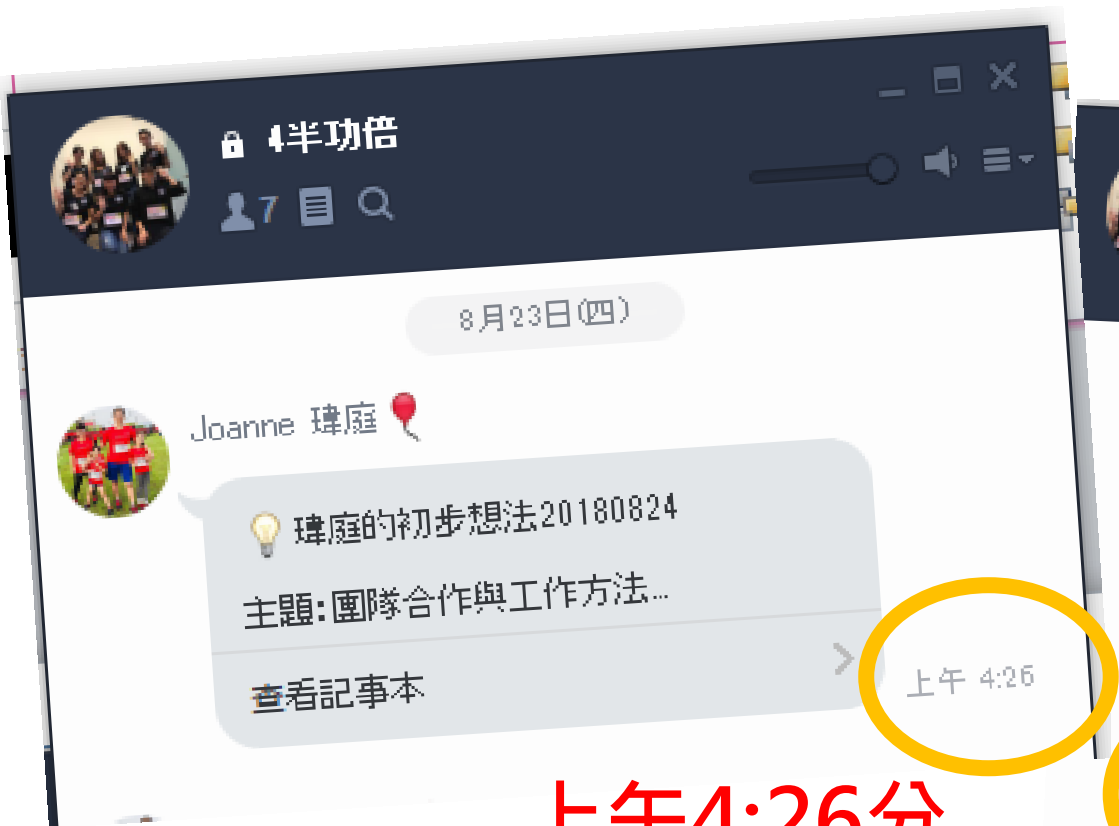 4半功倍
7
8月23日(四)
Joanne 瑋庭
瑋庭的初步想法20180824
主題:團隊合作與工作方法...
查看記事本
上午 4:26
上午4:26分